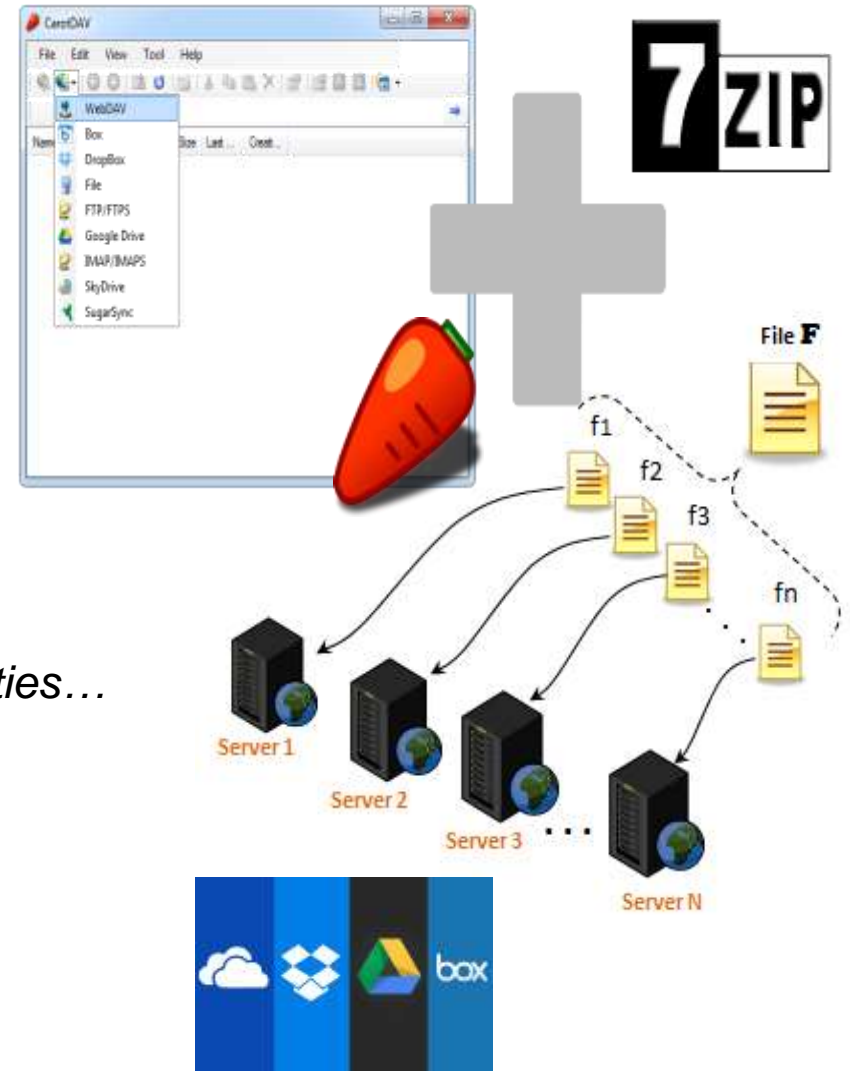 CarotDAV
File Edit View Tool Help
WebDAV
Box
DropBox
File
FTP/FTPS
Google Drive
IMAP/IMAPS
SkyDrive
SugarSync
Name
Size Last ... Creat...
7ZIP
File F
f1
f2
f3
fn
ties…
Server 1
Server 2
Server 3
...
Server N
box